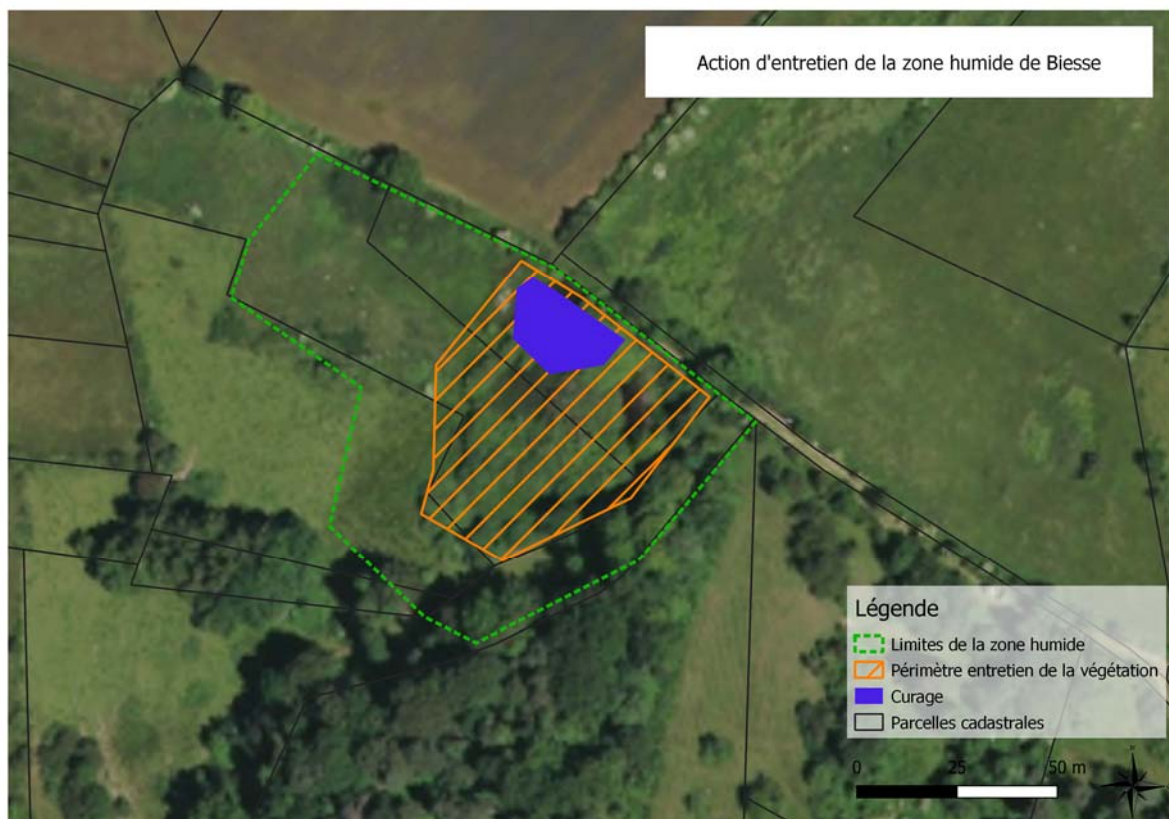 Action d'entretien de la zone humide de Biesse
Légende
Limites de la zone humide
Périmètre entretien de la végétation
Curage
Parcelles cadastrales
0 25 50 m